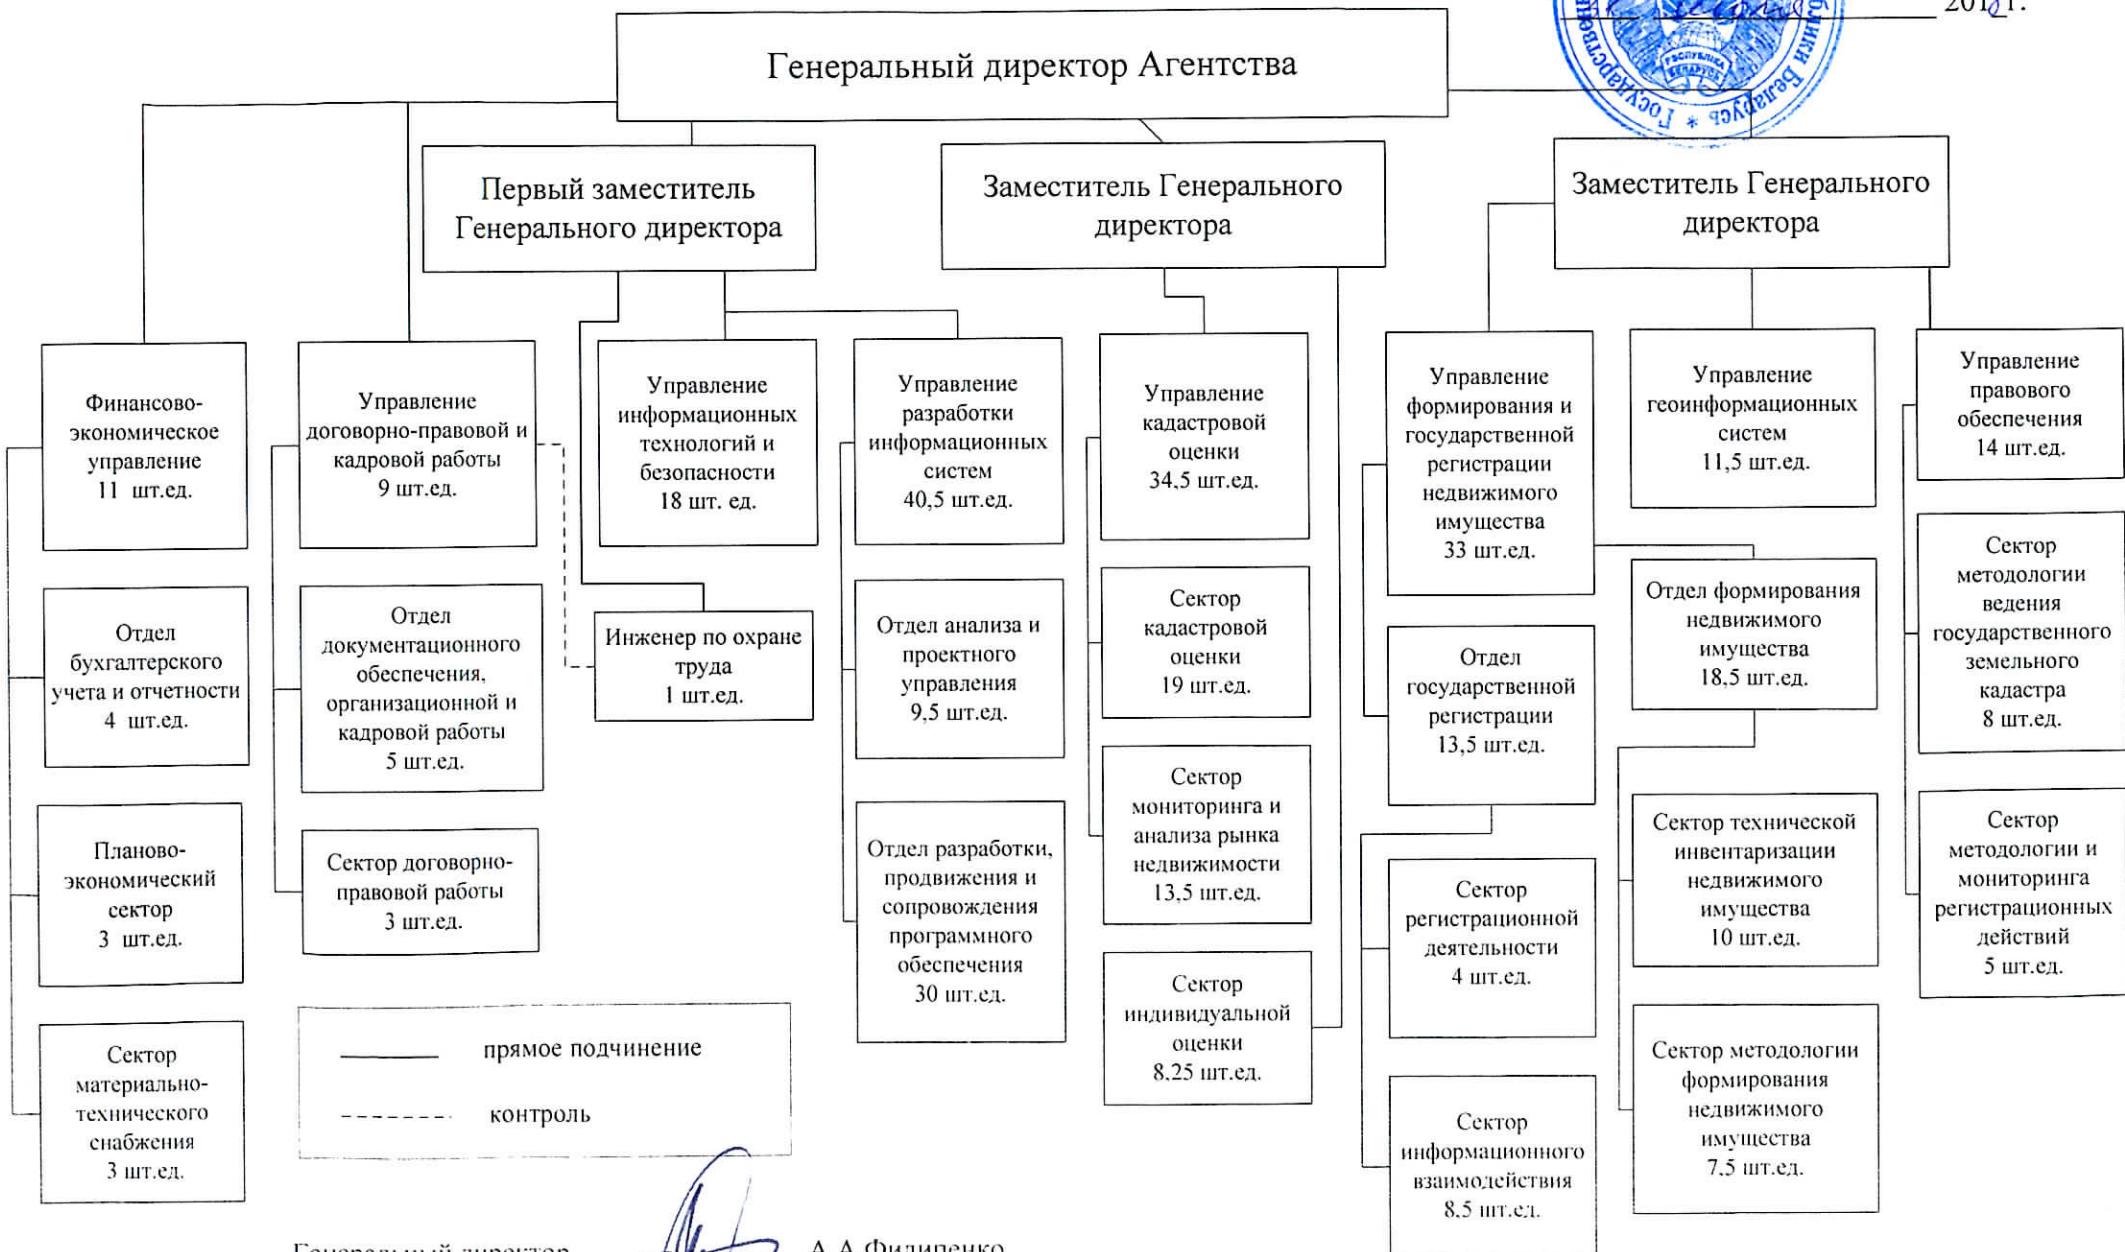 2018г.
Государствен
блики Беларусь *
РЭСПУБЛІКА
БЕЛАРУСЬ
Генеральный директор Агентства
Первый заместитель
Генерального директора
Заместитель Генерального
директора
Заместитель Генерального
директора
Финансово-
экономическое
управление
11 шт.ед.
Управление
договорно-правовой и
кадровой работы
9 шт.ед.
Управление
информационных
технологий и
безопасности
18 шт. ед.
Управление
разработки
информационных
систем
40,5 шт.ед.
Управление
кадастровой
оценки
34,5 шт.ед.
Управление
формирования и
государственной
регистрации
недвижимого
имущества
33 шт.ед.
Управление
геоинформационных
систем
11,5 шт.ед.
Управление
правового
обеспечения
14 шт.ед.
Отдел
бухгалтерского
учета и отчетности
4 шт.ед.
Отдел
документационного
обеспечения,
организационной и
кадровой работы
5 шт.ед.
Инженер по охране
труда
1 шт.ед.
Отдел анализа и
проектного
управления
9,5 шт.ед.
Сектор
кадастровой
оценки
19 шт.ед.
Отдел
государственной
регистрации
13,5 шт.ед.
Отдел формирования
недвижимого
имущества
18,5 шт.ед.
Сектор
методологии
ведения
государственного
земельного
кадастра
8 шт.ед.
Планово-
экономический
сектор
3 шт.ед.
Сектор договорно-
правовой работы
3 шт.ед.
Отдел разработки,
продвижения и
сопровождения
программного
обеспечения
30 шт.ед.
Сектор
мониторинга и
анализа рынка
недвижимости
13,5 шт.ед.
Сектор
регистрационной
деятельности
4 шт.ед.
Сектор технической
инвентаризации
недвижимого
имущества
10 шт.ед.
Сектор
методологии и
мониторинга
регистрационных
действий
5 шт.ед.
Сектор
материально-
технического
снабжения
3 шт.ед.
прямое подчинение
контроль
Сектор
индивидуальной
оценки
8,25 шт.ед.
Сектор
информационного
взаимодействия
8,5 шт.ед.
Сектор методологии
формирования
недвижимого
имущества
7,5 шт.ед.
Генеральный директор
А.А.Филипенко